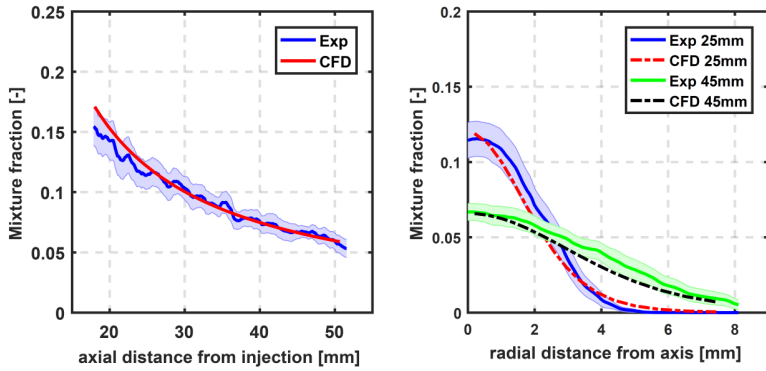 0.25
0.2
0.15
0.1
0.05
0
Mixture fraction [-]
Exp
CFD
20 30 40 50
axial distance from injection [mm]
0.2
0.15
0.1
0.05
0
Mixture fraction [-]
Exp 25mm
CFD 25mm
Exp 45mm
CFD 45mm
0 2 4 6 8
radial distance from axis [mm]